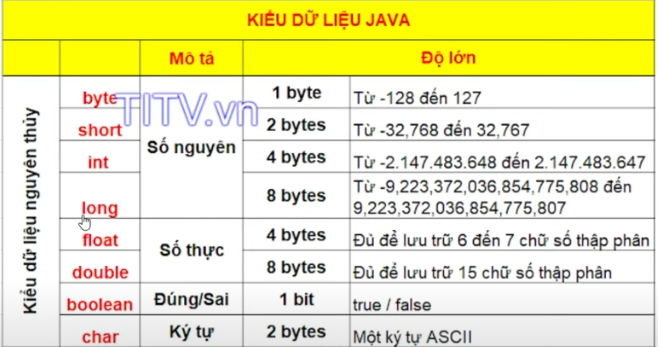 KIỂU DỮ LIỆU JAVA
Mô tả Độ lớn
Kiểu dữ liệu nguyên thủy
byte 1 byte Từ -128 đến 127
TITV.vn
short 2 bytes Từ -32,768 đến 32,767
Số nguyên
int 4 bytes Từ -2.147.483.648 đến 2.147.483.647
long 8 bytes Từ -9,223,372,036,854,775,808 đến
9,223,372,036,854,775,807
float 4 bytes Đủ để lưu trữ 6 đến 7 chữ số thập phân
Số thực
double 8 bytes Đủ để lưu trữ 15 chữ số thập phân
boolean Đúng/Sai 1 bit true / false
char Ký tự 2 bytes Một ký tự ASCII